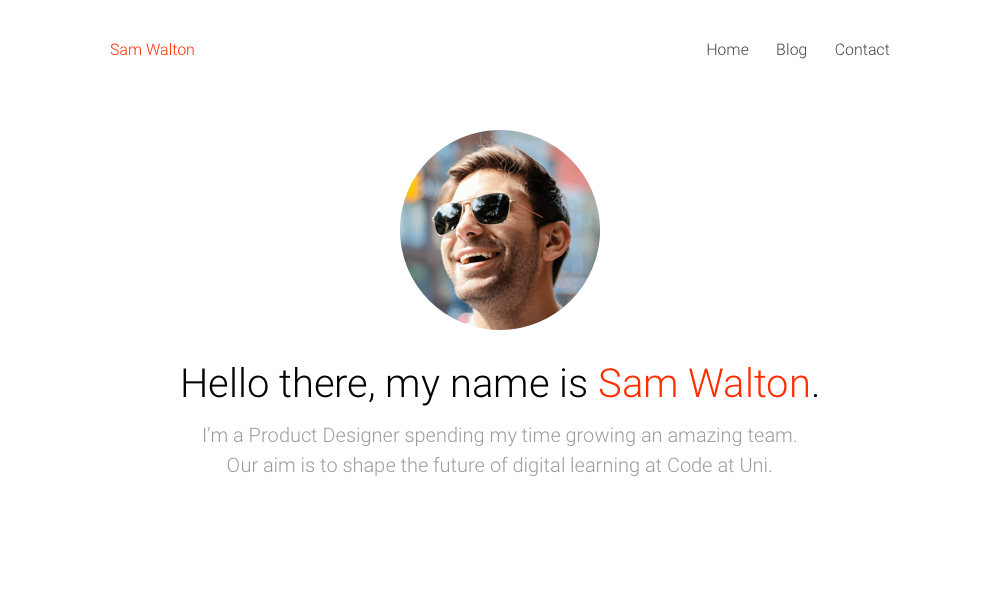 Sam Walton
Home Blog Contact
Hello there, my name is Sam Walton.
I’m a Product Designer spending my time growing an amazing team.
Our aim is to shape the future of digital learning at Code at Uni.